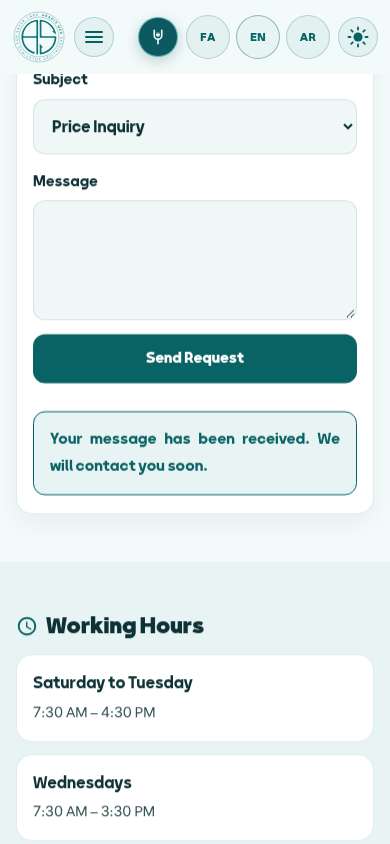 FA
EN
AR
Subject
Price Inquiry
Message
Send Request
Your message has been received. We
will contact you soon.
Working Hours
Saturday to Tuesday
7:30 AM – 4:30 PM
Wednesdays
7:30 AM – 3:30 PM